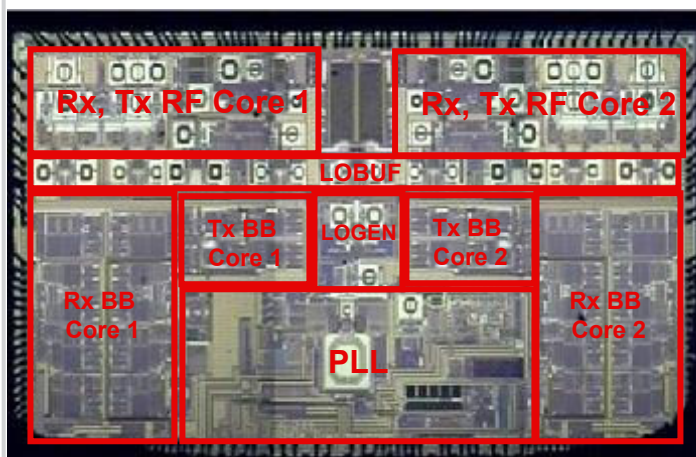 Rx, Tx RF Core 1
Rx, Tx RF Core 2
LOBUF
Tx BB
Core 1
LOGEN
Tx BB
Core 2
Rx BB
Core 1
Rx BB
Core 2
PLL